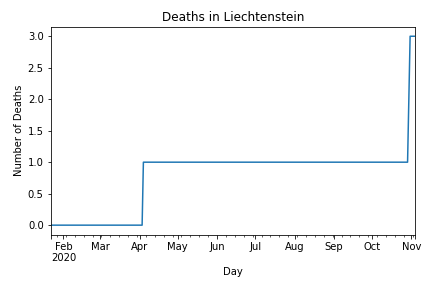 Deaths in Liechtenstein
3.0
2.5
2.0
1.5
1.0
0.5
0.0
Number of Deaths
Feb Mar Apr May Jun Jul Aug Sep Oct Nov
2020
Day